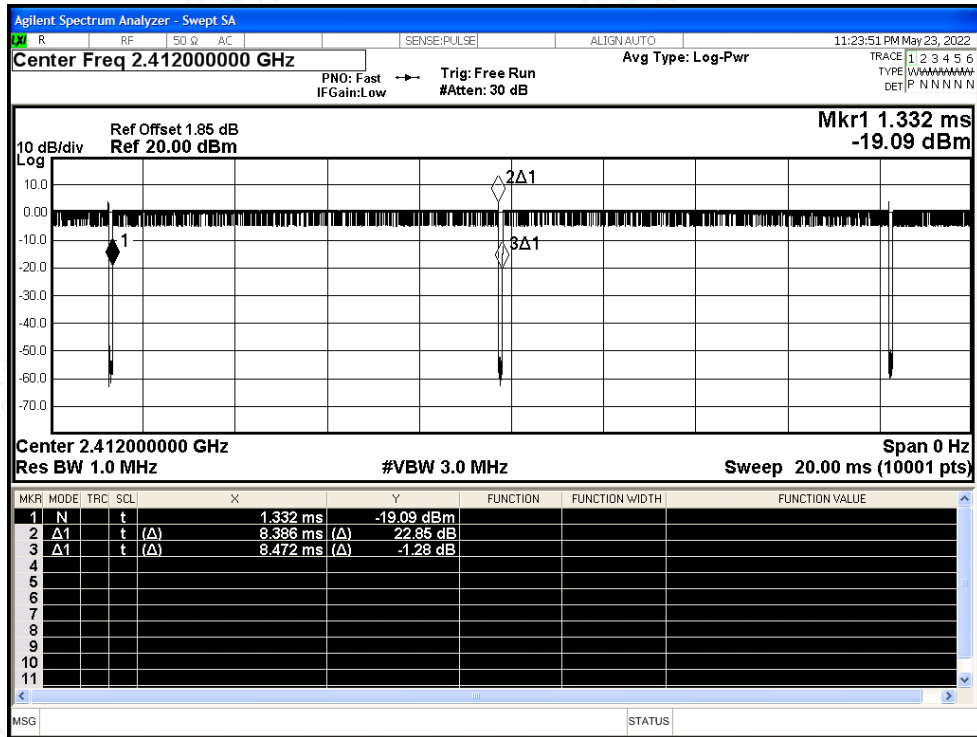 Agilent Spectrum Analyzer - Swept SA
LXI R RF 50 Ω AC SENSE:PULSE ALIGN AUTO 11:23:51 PM May 23, 2022
Center Freq 2.412000000 GHz Avg Type: Log-Pwr TRACE 1 2 3 4 5 6
PNO: Fast Trig: Free Run TYPE
IFGain:Low #Atten: 30 dB DET P N N N N N
Mkr1 1.332 ms
Ref Offset 1.85 dB
10 dB/div Ref 20.00 dBm -19.09 dBm
Log
10.0
2Δ1
0.00
-10.0
1
3Δ1
-20.0
-30.0
-40.0
-50.0
-60.0
-70.0
Center 2.412000000 GHz Span 0 Hz
Res BW 1.0 MHz #VBW 3.0 MHz Sweep 20.00 ms (10001 pts)
MKR MODE TRC SCL X Y FUNCTION FUNCTION WIDTH FUNCTION VALUE
1 N t 1.332 ms -19.09 dBm
2 Δ1 t (Δ) 8.386 ms (Δ) 22.85 dB
3 Δ1 t (Δ) 8.472 ms (Δ) -1.28 dB
4
5
6
7
8
9
10
11
MSG STATUS